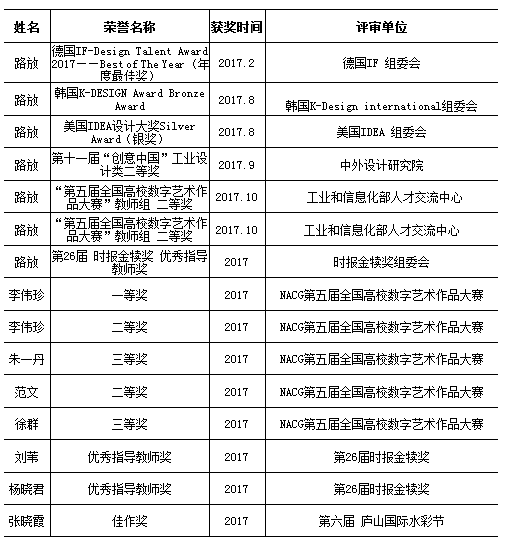 姓名 荣誉名称 获奖时间 评审单位
路放 德国IF-Design Talent Award 2017.2 德国IF 组委会
2017——Best of The Year（年
度最佳奖）
路放 韩国K-DESIGN Award Bronze 2017.8 韩国K-Design international组委会
Award
路放 美国IDEA设计大奖Silver 2017.8 美国IDEA 组委会
Award（银奖）
路放 第十一届“创意中国”工业设 2017.9 中外设计研究院
计类二等奖
路放 “第五届全国高校数字艺术作 2017.10 工业和信息化部人才交流中心
品大赛”教师组 二等奖
路放 “第五届全国高校数字艺术作 2017.10 工业和信息化部人才交流中心
品大赛”教师组 二等奖
路放 第26届 时报金犊奖 优秀指导 2017 时报金犊奖组委会
教师奖
李伟珍 一等奖 2017 NACG第五届全国高校数字艺术作品大赛
李伟珍 二等奖 2017 NACG第五届全国高校数字艺术作品大赛
朱一丹 三等奖 2017 NACG第五届全国高校数字艺术作品大赛
范文 二等奖 2017 NACG第五届全国高校数字艺术作品大赛
徐群 三等奖 2017 NACG第五届全国高校数字艺术作品大赛
刘苇 优秀指导教师奖 2017 第26届时报金犊奖
杨晓君 优秀指导教师奖 2017 第26届时报金犊奖
张晓霞 佳作奖 2017 第六届 庐山国际水彩节